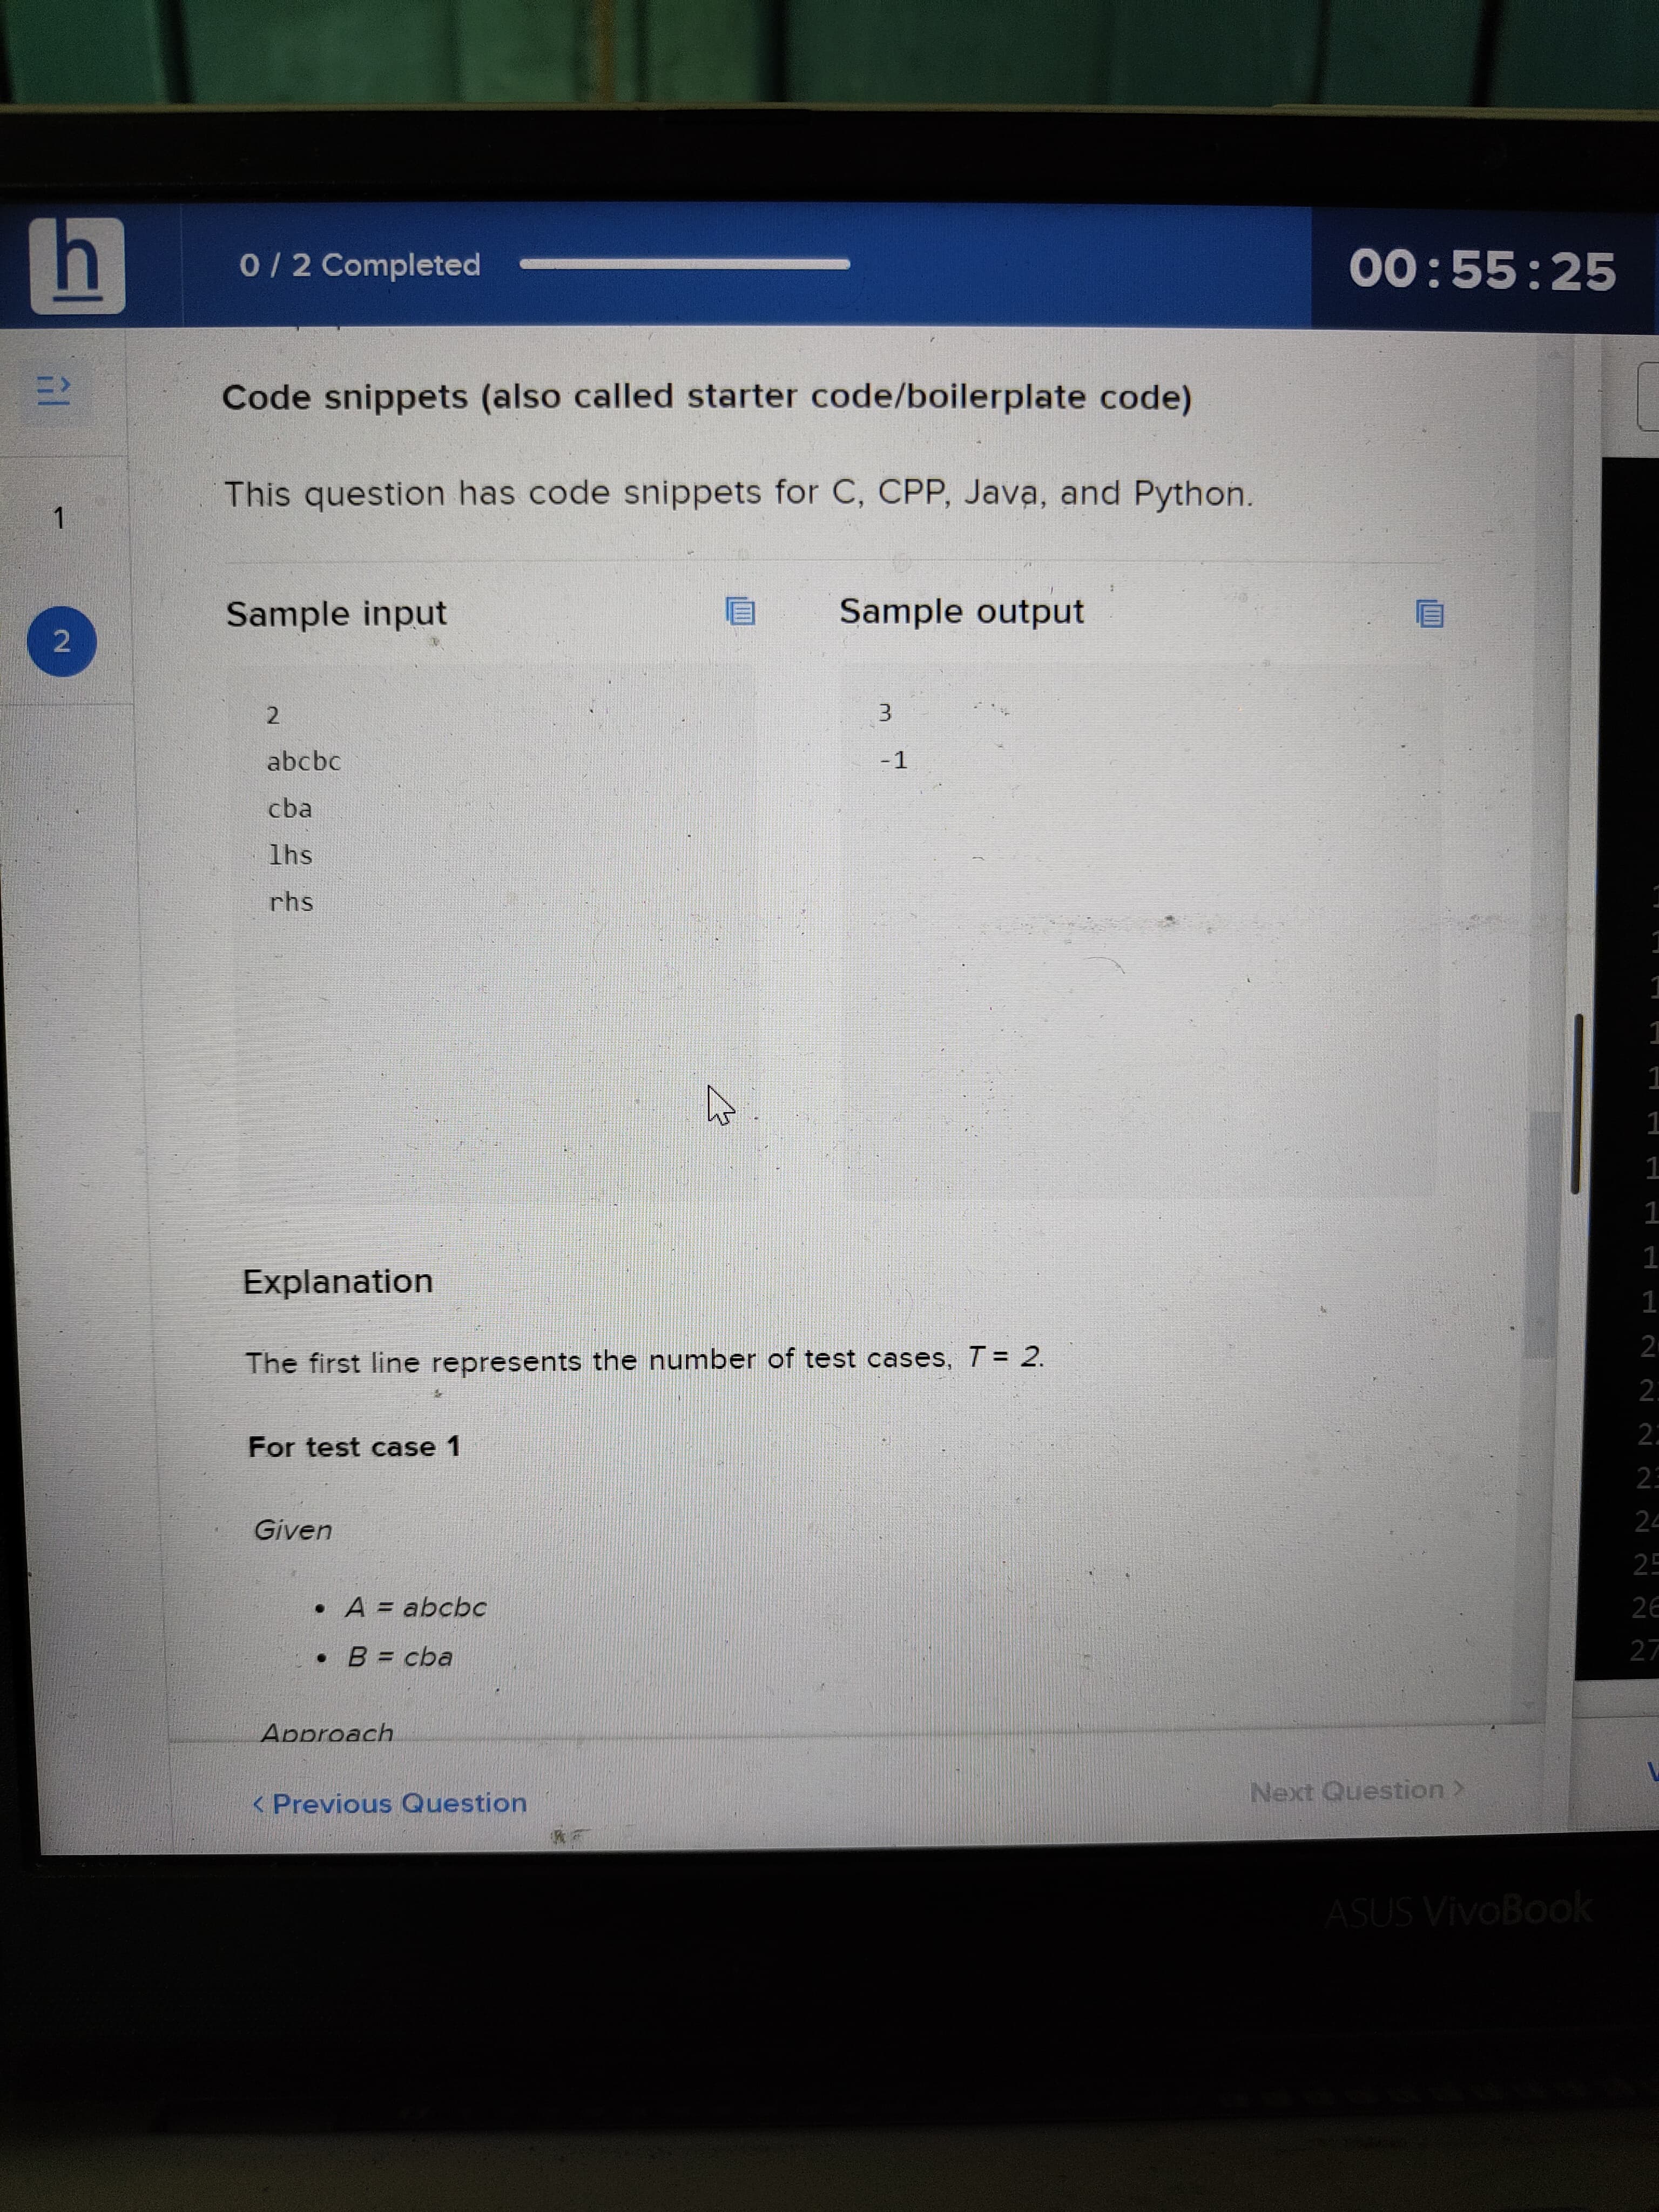 h
0 / 2 Completed
00:55:25
Code snippets (also called starter code/boilerplate code)
This question has code snippets for C, CPP, Java, and Python.
1
2
Sample input
Sample output
2
abcbc
cba
lhs
rhs
3
-1
Explanation
The first line represents the number of test cases, T = 2.
For test case 1
Given
• A = abcbc
• B = cba
Approach
< Previous Question
Next Question >
24
26
27
ASUS VivoBook